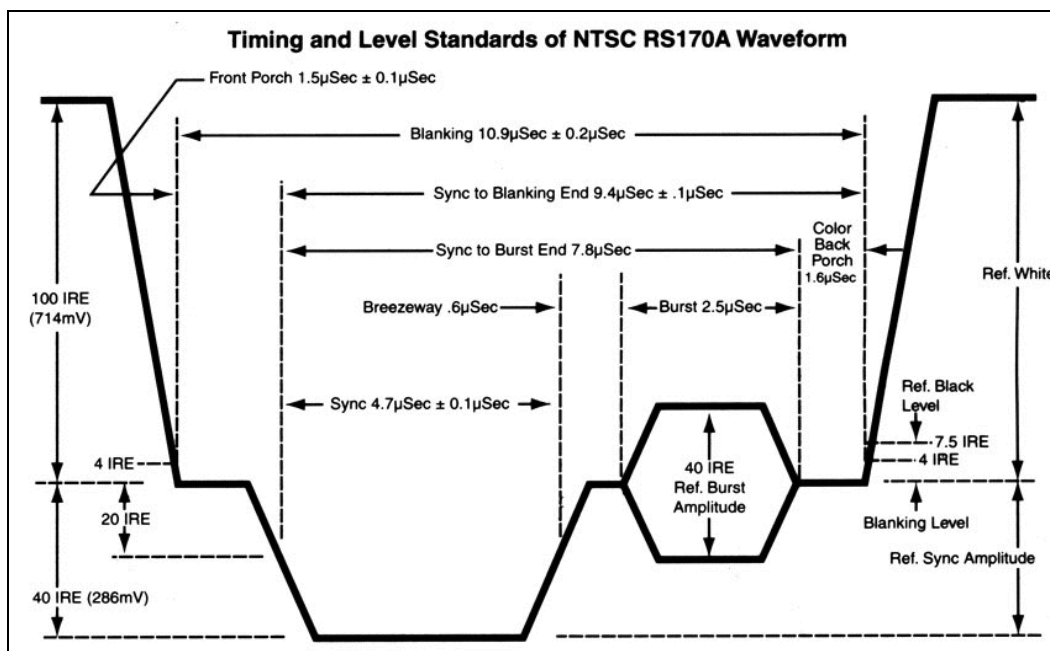 Timing and Level Standards of NTSC RS170A Waveform
Front Porch 1.5µSec ± 0.1µSec
Blanking 10.9µSec ± 0.2µSec
Sync to Blanking End 9.4µSec ± .1µSec
Color
Back
Porch
1.6µSec
Sync to Burst End 7.8µSec
Ref. White
100 IRE
(714mV)
Breezeway .6µSec
Burst 2.5µSec
Ref. Black
Level
Sync 4.7µSec ± 0.1µSec
7.5 IRE
4 IRE
4 IRE
40 IRE
Ref. Burst
Amplitude
20 IRE
Blanking Level
Ref. Sync Amplitude
40 IRE (286mV)